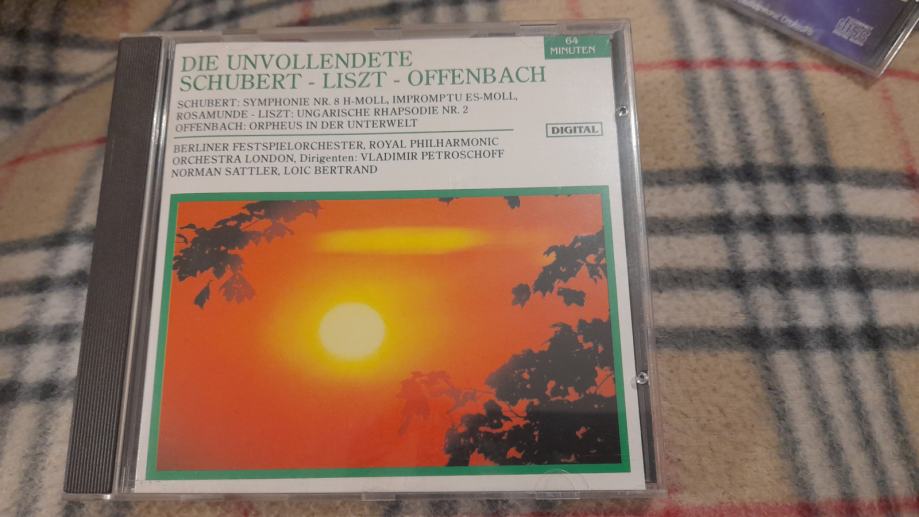 DIE UNVOLLENDETE
SCHUBERT - LISZT - OFFENBACH
64
MINUTEN
SCHUBERT: SYMPHONIE NR. 8 H-MOLL, IMPROMPTU ES-MOLL,
ROSAMUNDE - LISZT: UNGARISCHE RHAPSODIE NR. 2
OFFENBACH: ORPHEUS IN DER UNTERWELT
DIGITAL
BERLINER FESTSPIELORCHESTER, ROYAL PHILHARMONIC
ORCHESTRA LONDON, Dirigenten: VLADIMIR PETROSCHOFF
NORMAN SATTLER, LOIC BERTRAND